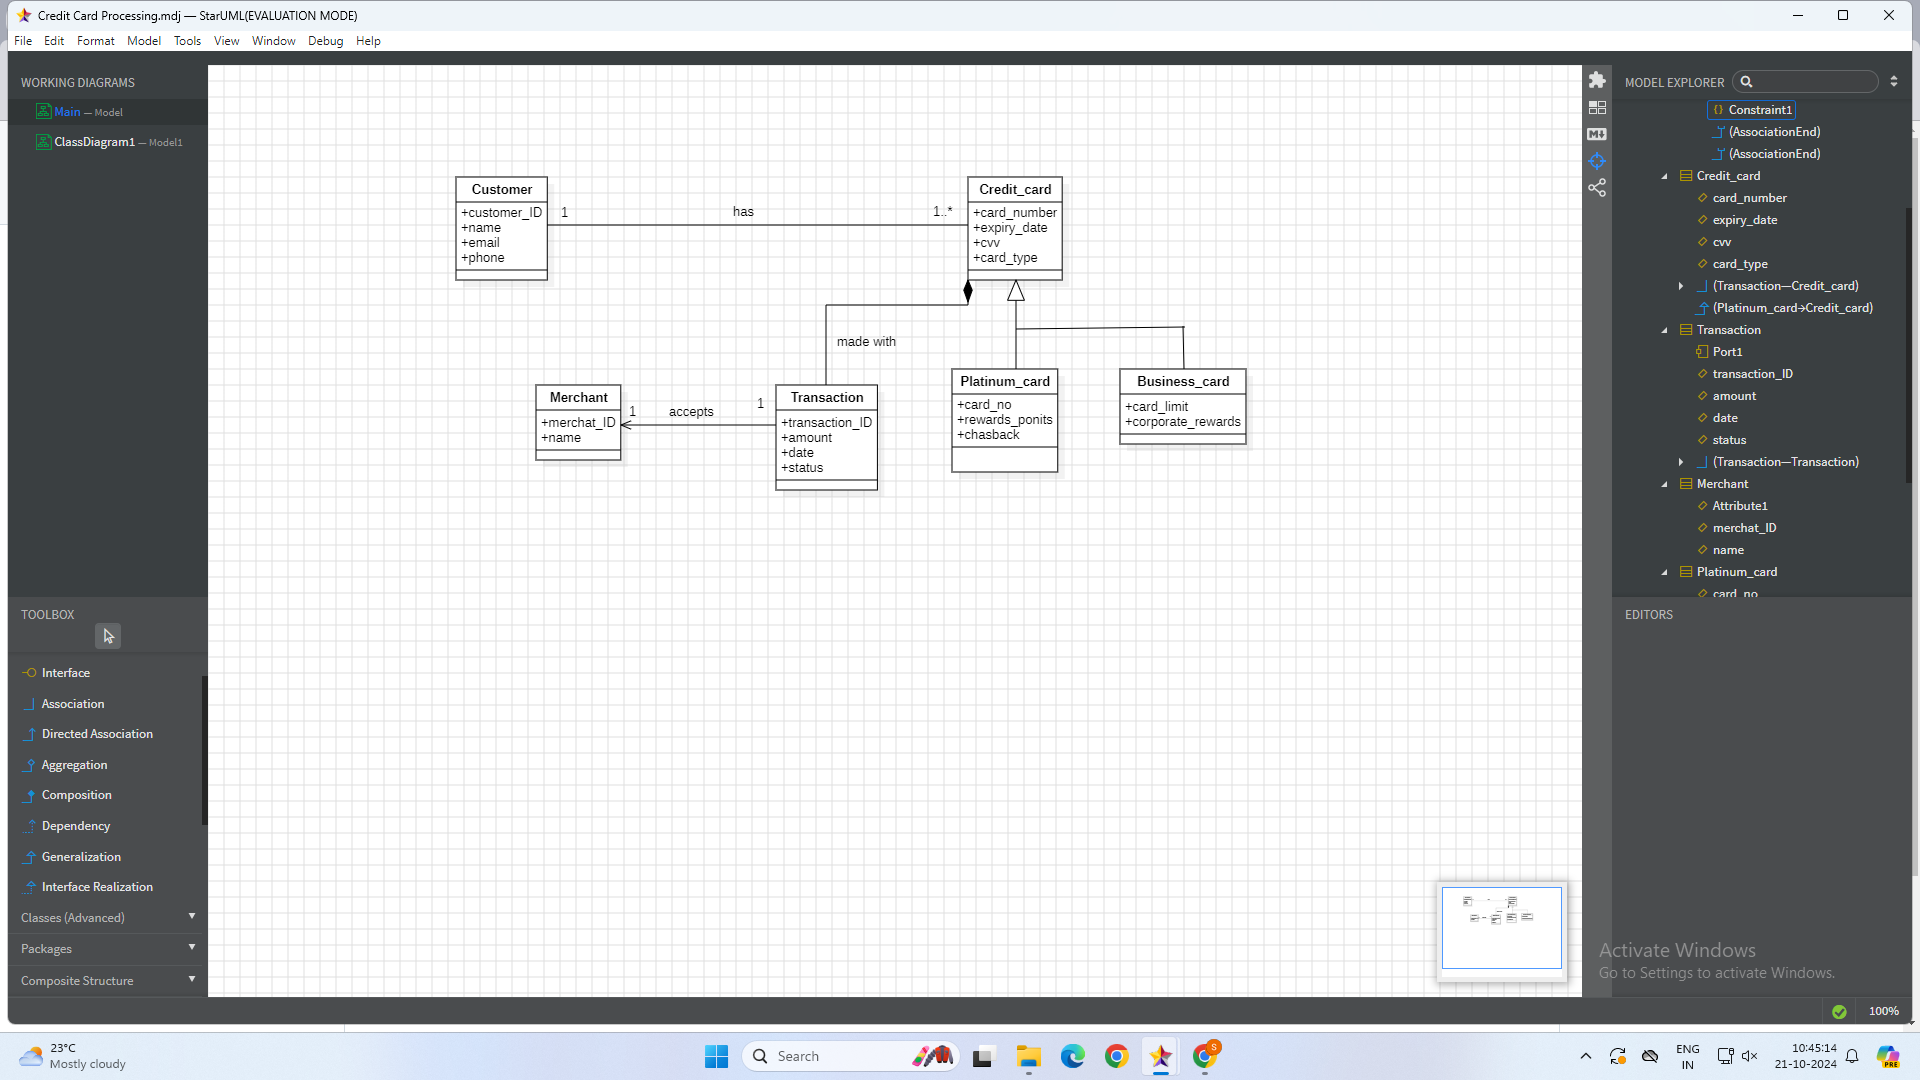 Credit Card Processing.mdj — StarUML(EVALUATION MODE)
File Edit Format Model Tools View Window Debug Help
WORKING DIAGRAMS
Main — Model
ClassDiagram1 — Model1
TOOLBOX
Interface
Association
Directed Association
Aggregation
Composition
Dependency
Generalization
Interface Realization
Classes (Advanced)
Packages
Composite Structure
Customer
+customer_ID
+name
+email
+phone
1
has
1..*
Credit_card
+card_number
+expiry_date
+cvv
+card_type
made with
Merchant
+merchat_ID
+name
1
accepts
1
Transaction
+transaction_ID
+amount
+date
+status
Platinum_card
+card_no
+rewards_ponits
+chasback
Business_card
+card_limit
+corporate_rewards
MODEL EXPLORER
{} Constraint1
(AssociationEnd)
(AssociationEnd)
Credit_card
card_number
expiry_date
cvv
card_type
(Transaction—Credit_card)
(Platinum_card→Credit_card)
Transaction
Port1
transaction_ID
amount
date
status
(Transaction—Transaction)
Merchant
Attribute1
merchat_ID
name
Platinum_card
card_no
EDITORS
Activate Windows
Go to Settings to activate Windows.
100%
23°C
Mostly cloudy
Search
S
ENG
IN
10:45:14
21-10-2024
PRE